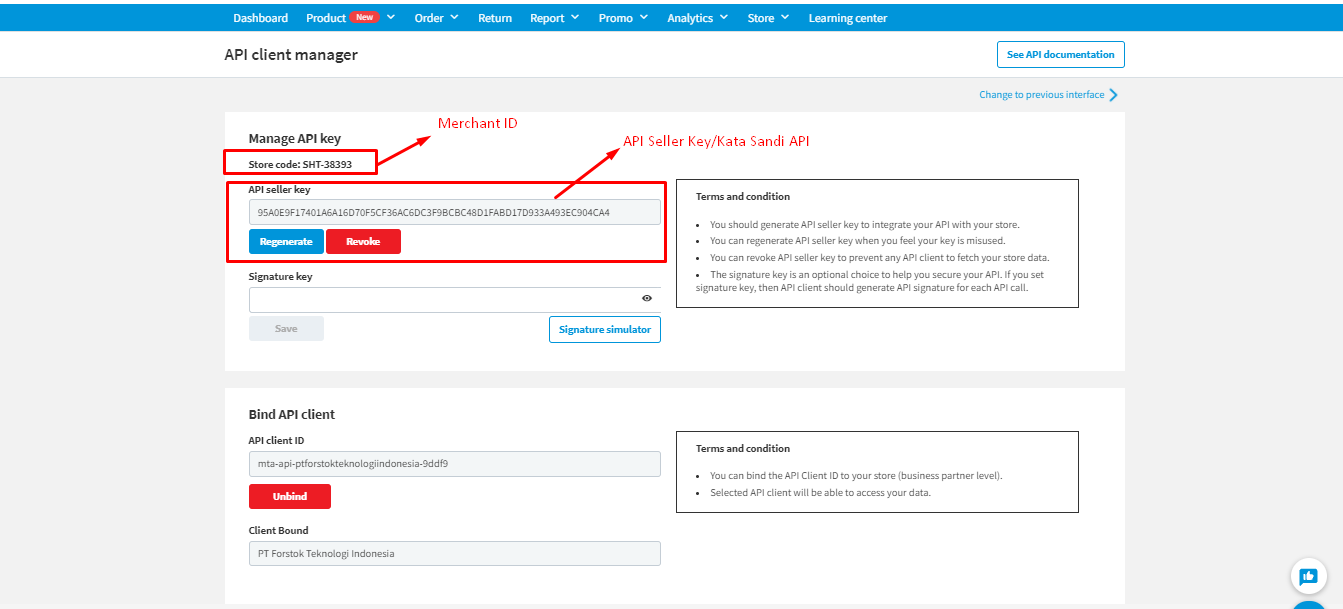 Dashboard Product New Order Return Report Promo Analytics Store Learning center
API client manager
See API documentation
Change to previous interface
Merchant ID
Manage API key
API Seller Key/Kata Sandi API
Store code: SHT-38393
API seller key
95A0E9F17401A6A16D70F5CF36AC6DC3F9BCBC48D1FABD17D933A493EC904CA4
Regenerate Revoke
Signature key
Save Signature simulator
Terms and condition
• You should generate API seller key to integrate your API with your store.
• You can regenerate API seller key when you feel your key is misused.
• You can revoke API seller key to prevent any API client to fetch your store data.
• The signature key is an optional choice to help you secure your API. If you set
signature key, then API client should generate API signature for each API call.
Bind API client
API client ID
mta-api-ptforstokteknologiindonesia-9ddf9
Unbind
Client Bound
PT Forstok Teknologi Indonesia
Terms and condition
• You can bind the API Client ID to your store (business partner level).
• Selected API client will be able to access your data.